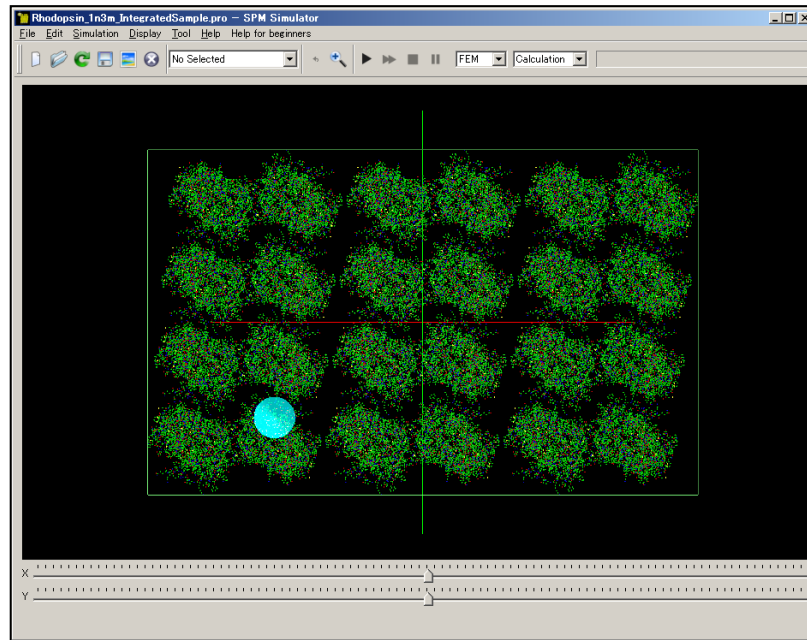 Rhodopsin_1n3m_IntegratedSample.pro − SPM Simulator
File Edit Simulation Display Tool Help Help for beginners
No Selected FEM Calculation
X
Y